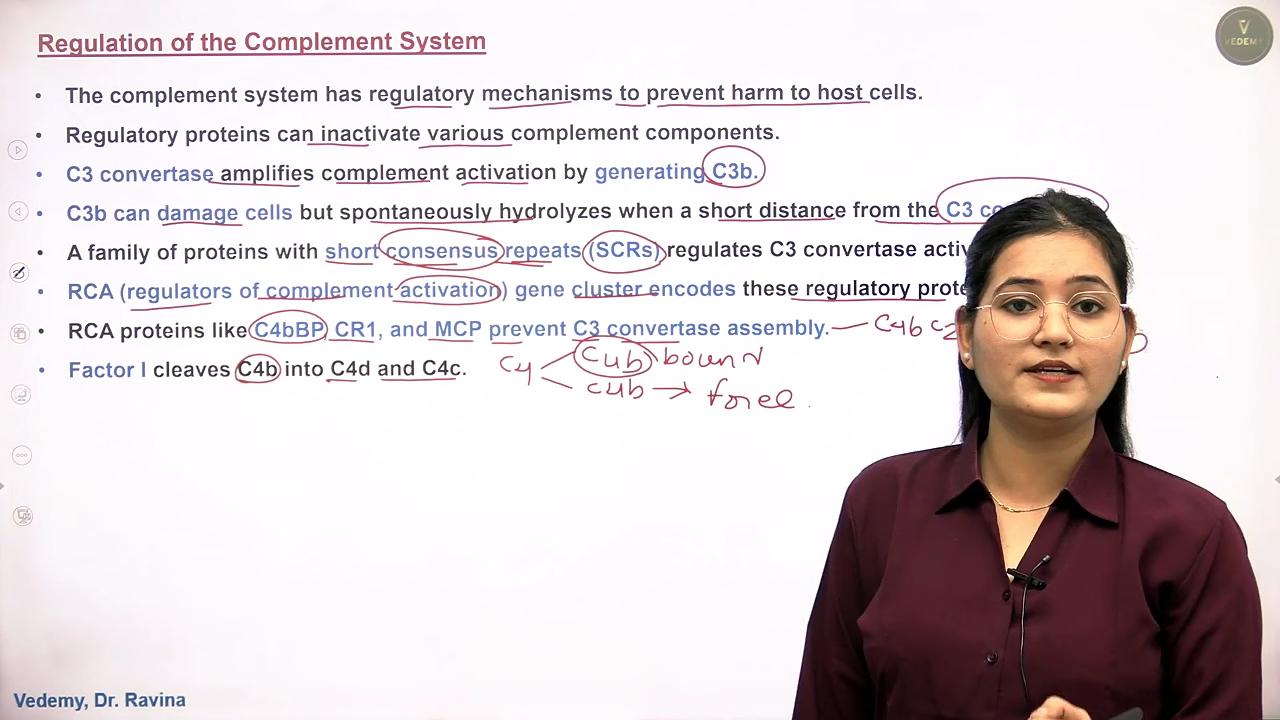 Regulation of the Complement System
V
VEDEMY
• The complement system has regulatory mechanisms to prevent harm to host cells.
• Regulatory proteins can inactivate various complement components.
• C3 convertase amplifies complement activation by generating C3b.
• C3b can damage cells but spontaneously hydrolyzes when a short distance from the C3
• A family of proteins with short consensus repeats (SCRs) regulates C3 convertase
• RCA (regulators of complement activation) gene cluster encodes these regulatory
• RCA proteins like C4bBP, CR1, and MCP prevent C3 convertase assembly. — C4b
• Factor I cleaves C4b into C4d and C4c. C4 C4b bound
C4b →
Vedemy, Dr. Ravina